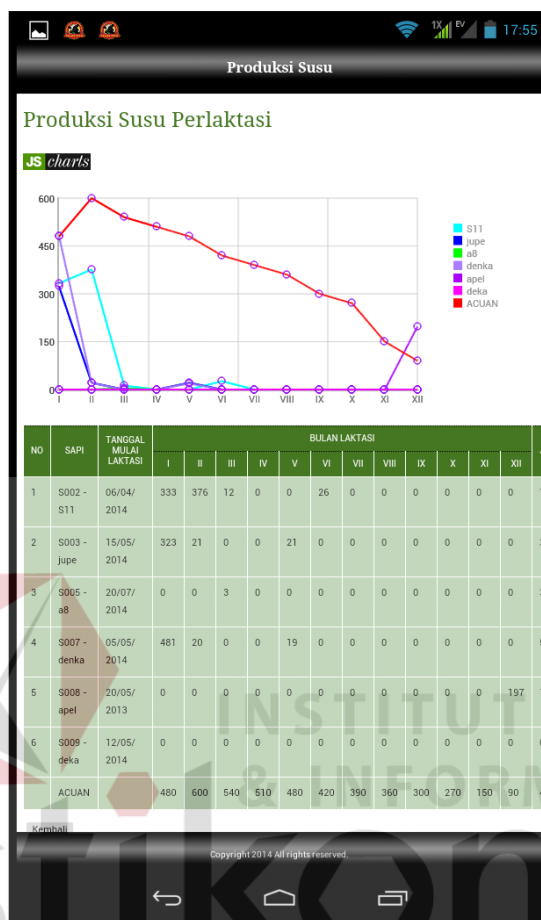 1X EV 17:55
Produksi Susu
Produksi Susu Perlaktasi
JS charts
600
450
300
150
0
I II III IV V VI VII VIII IX X XI XII
S11
jupe
a8
denka
apel
deka
ACUAN
NO SAPI TANGGAL MULAI LAKTASI BULAN LAKTASI
I II III IV V VI VII VIII IX X XI XII
1 S002 - S11 06/04/2014 333 376 12 0 0 26 0 0 0 0 0 0
2 S003 - jupe 15/05/2014 323 21 0 0 21 0 0 0 0 0 0 0
3 S005 - a8 20/07/2014 0 0 3 0 0 0 0 0 0 0 0 0
4 S007 - denka 05/05/2014 481 20 0 0 19 0 0 0 0 0 0 0
5 S008 - apel 20/05/2013 0 0 0 0 0 0 0 0 0 0 0 197
6 S009 - deka 12/05/2014 0 0 0 0 0 0 0 0 0 0 0 0
ACUAN 480 600 540 510 480 420 390 360 300 270 150 90
Kembali
Copyright 2014 All rights reserved.
INSTITUT
& INFORM
stikom